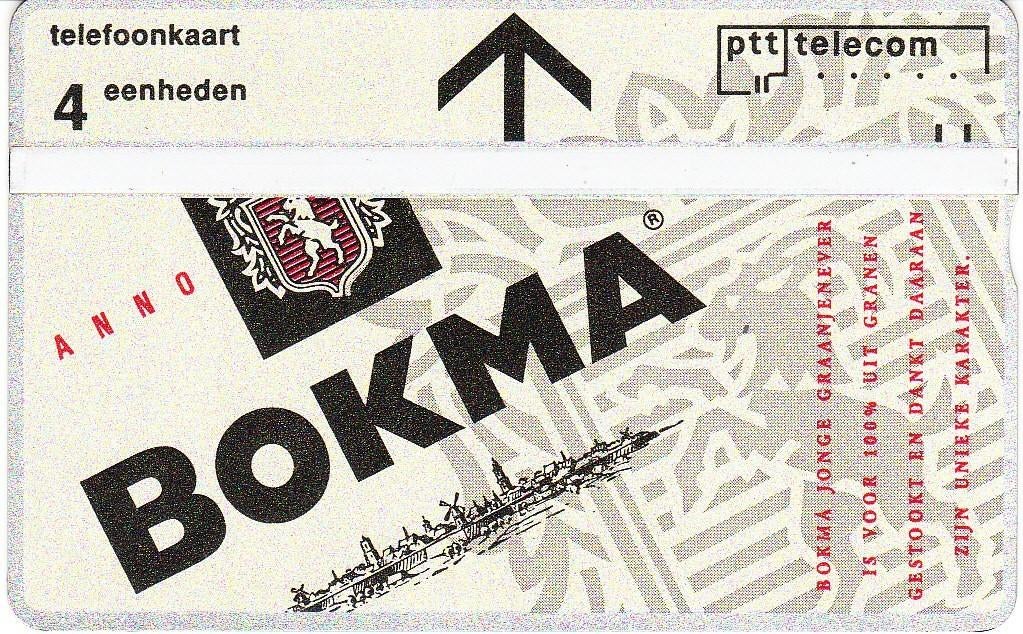 telefoonkaart
4 eenheden
ptt telecom
ANNO
BOKMA®
BOKMA JONGE GRAANJENEVER
IS VOOR 100% UIT GRANEN
GESTOOKT EN DANKT DAARAAN
ZIJN UNIEKE KARAKTER.